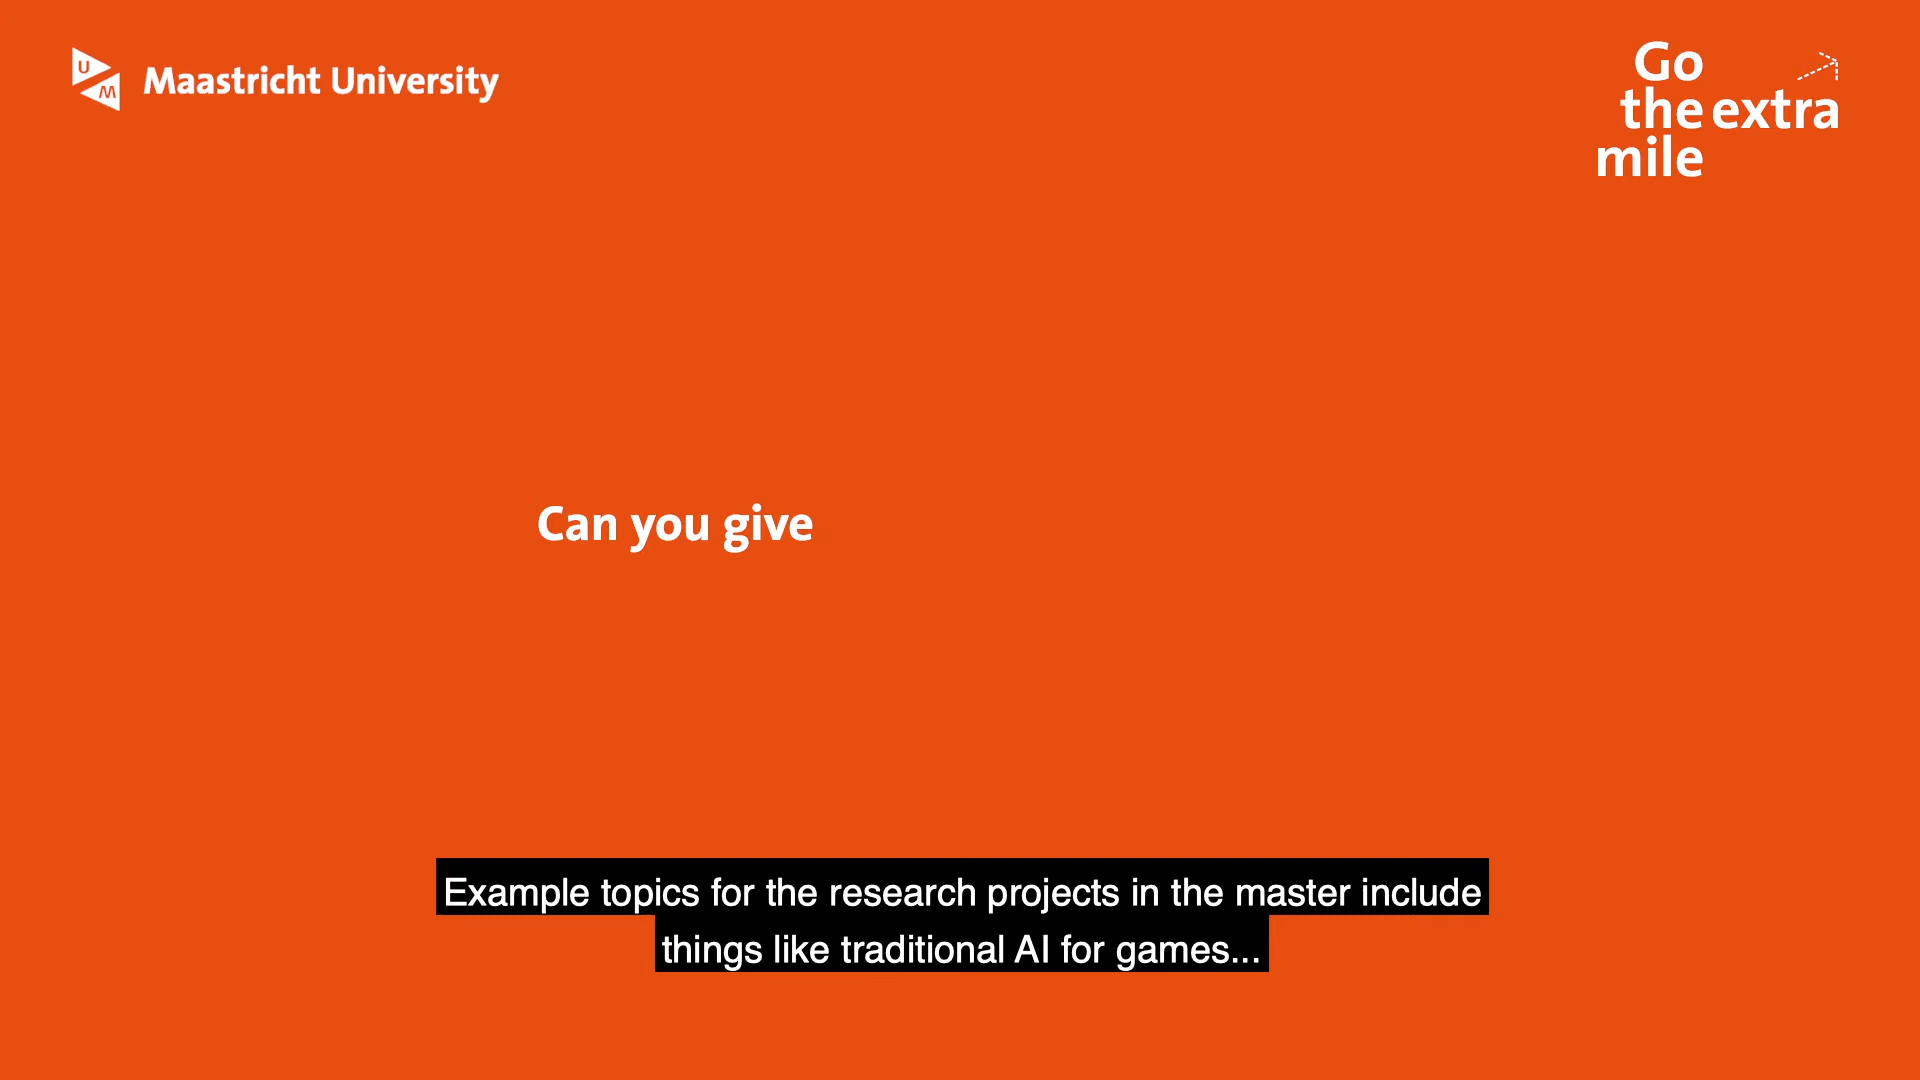 U
M
Maastricht University
Go
the extra
mile
Can you give
Example topics for the research projects in the master include
things like traditional AI for games...